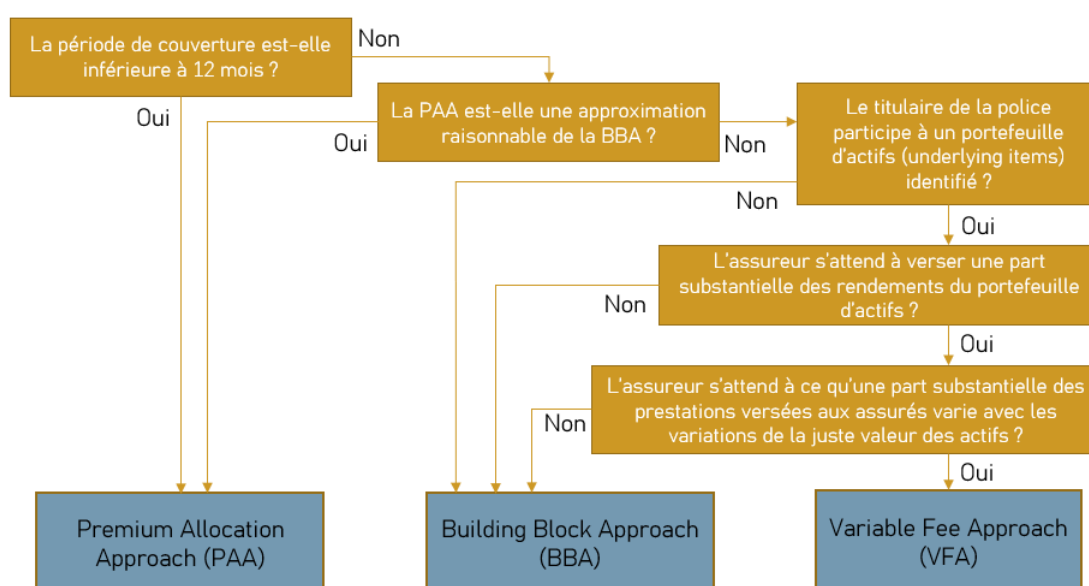 La période de couverture est-elle
inférieure à 12 mois ?
Non
Oui
La PAA est-elle une approximation
raisonnable de la BBA ?
Oui
Non
Le titulaire de la police
participe à un portefeuille
d'actifs (underlying items)
identifié ?
Non
Oui
L'assureur s'attend à verser une part
substantielle des rendements du portefeuille
d'actifs ?
Non
Oui
L'assureur s'attend à ce qu'une part substantielle des
prestations versées aux assurés varie avec les
variations de la juste valeur des actifs ?
Non
Oui
Premium Allocation
Approach (PAA)
Building Block Approach
(BBA)
Variable Fee Approach
(VFA)